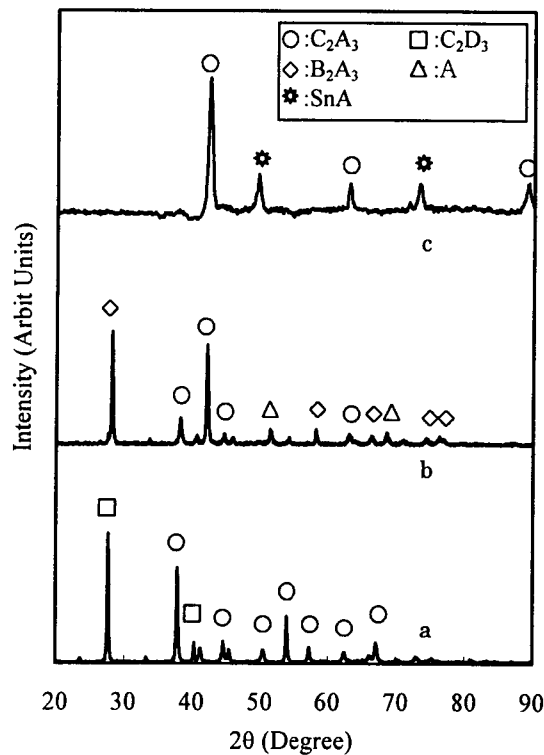 ○ :C₂A₃ □ :C₂D₃
◇ :B₂A₃ △ :A
✡ :SnA
c
b
a
Intensity (Arbit Units)
20 30 40 50 60 70 80 90
2θ (Degree)